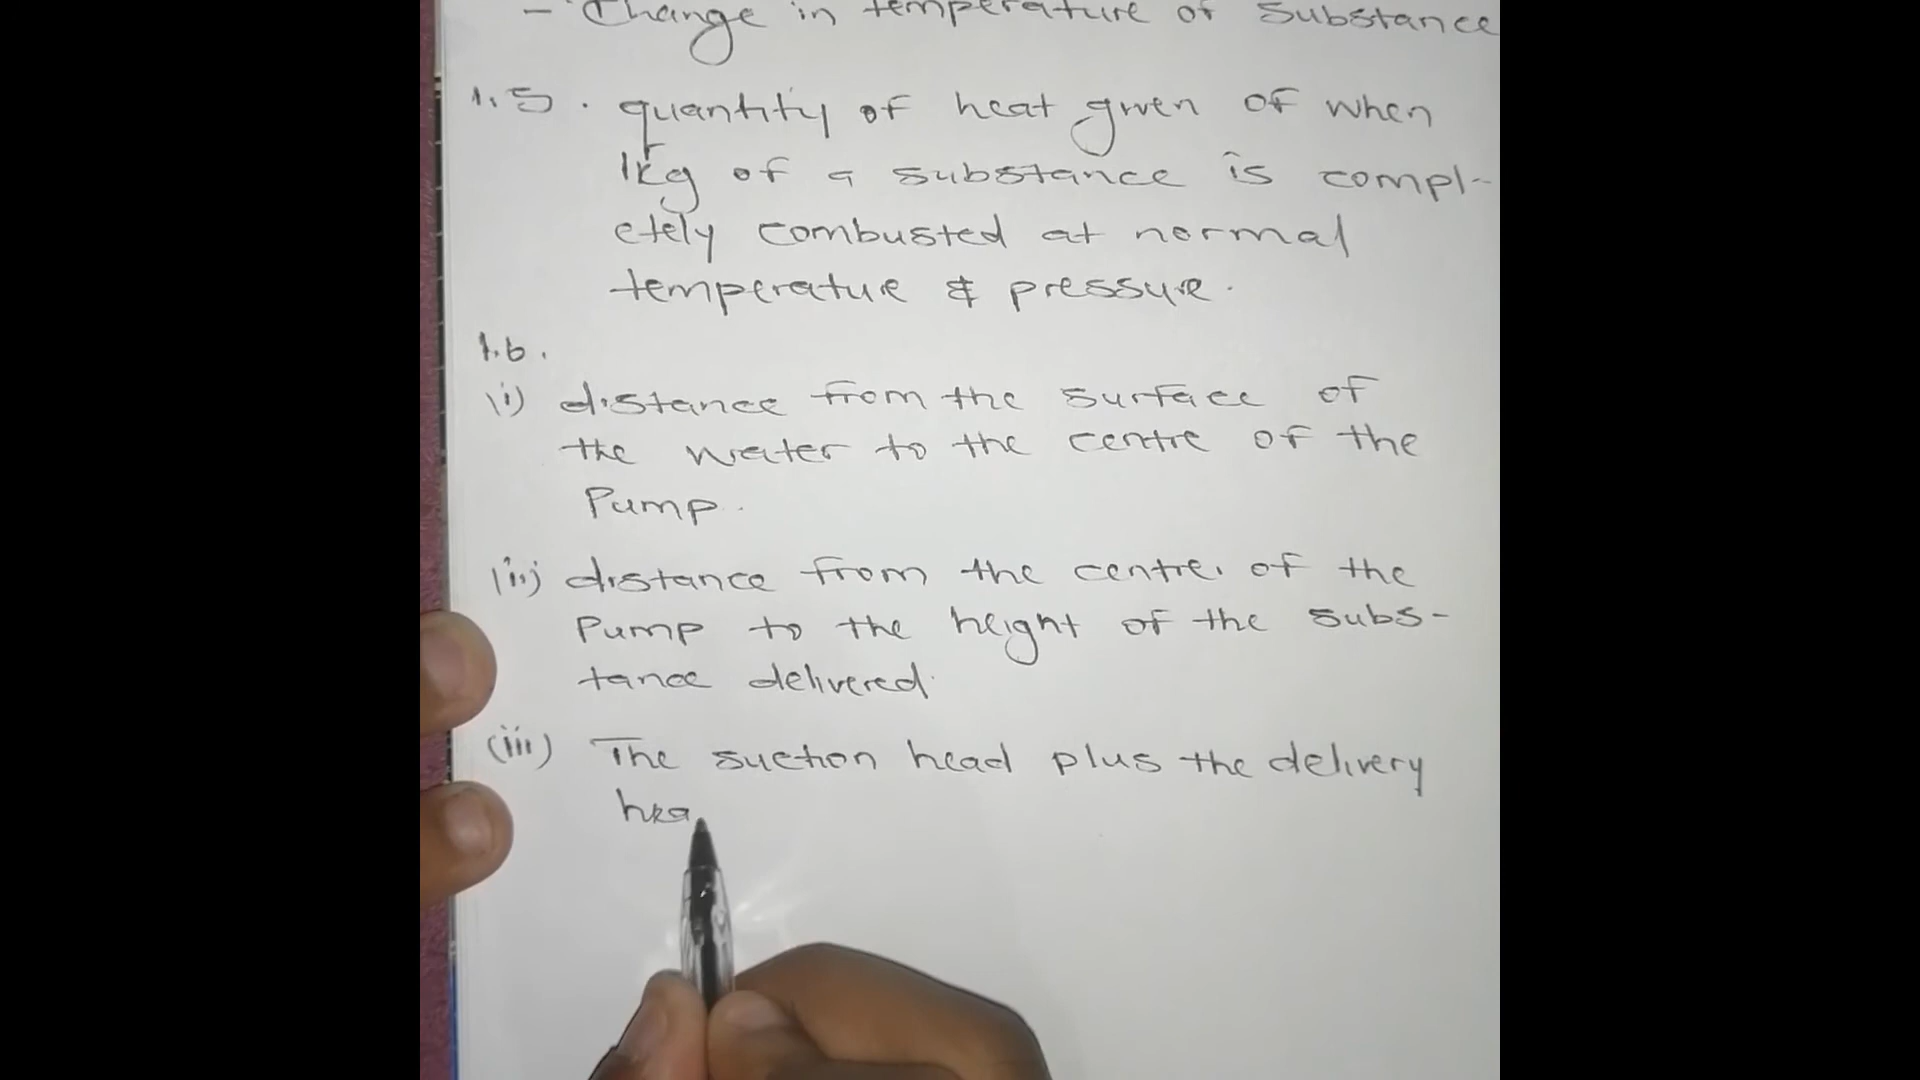 - Change in temperature of substance
1.5. quantity of heat given of when
1kg of a substance is compl-
etely combusted at normal
temperature & pressure.
1.6.
(i) distance from the surface of
the water to the centre of the
Pump.
(ii) distance from the centre of the
Pump to the height of the subs-
tance delivered.
(iii) The suction head plus the delivery
hea